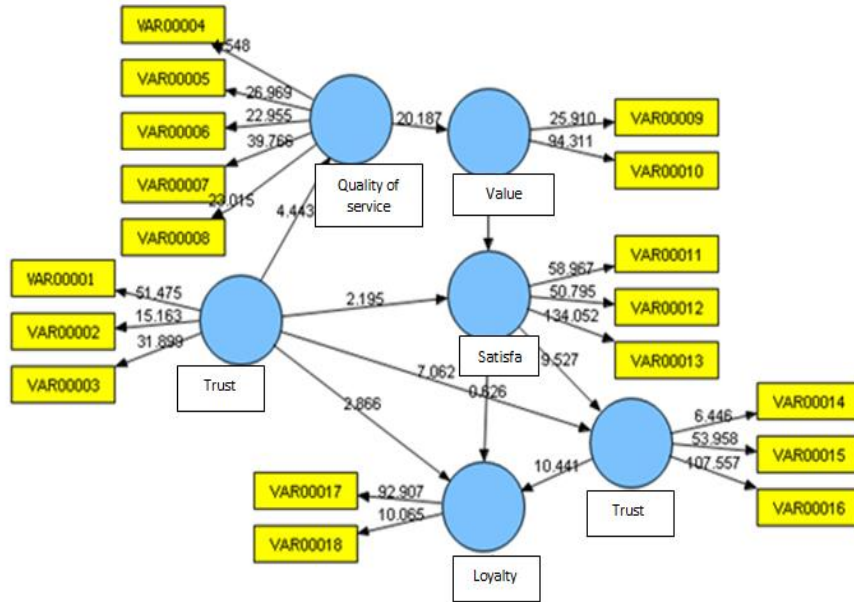 VAR00004
.548
VAR00005
26.969
VAR00006
22.955
39.766
VAR00007
23.015
VAR00008
Quality of
service
20.187
Value
25.910
VAR00009
94.311
VAR00010
4.443
VAR00001
51.475
VAR00002
15.163
VAR00003
31.899
Trust
2.195
58.967
VAR00011
50.795
VAR00012
134.052
VAR00013
Satisfa
9.527
7.062
0.626
2.866
6.446
VAR00014
53.958
VAR00015
107.557
VAR00016
Trust
10.441
VAR00017
92.907
VAR00018
10.065
Loyalty